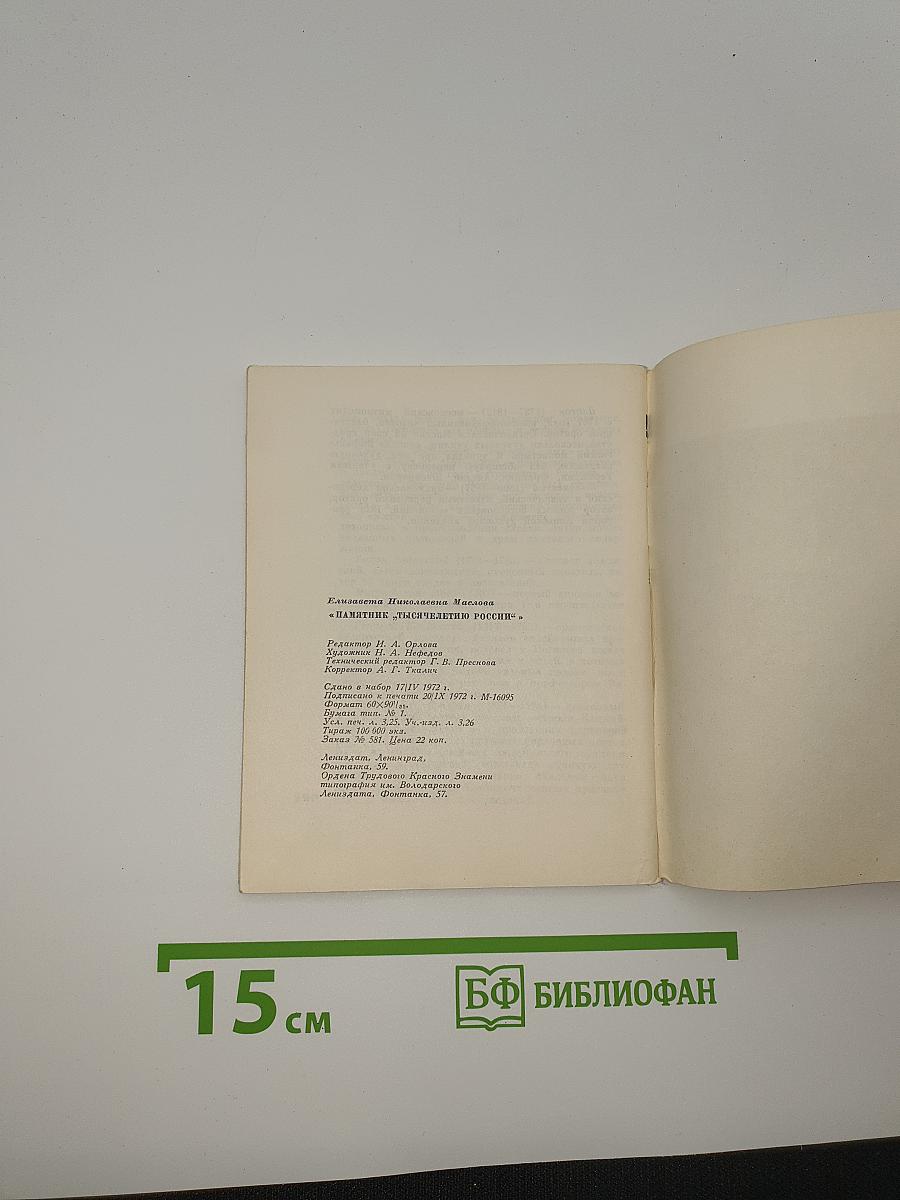 Елизавета Николаевна Маслова
«ПАМЯТНИК „ТЫСЯЧЕЛЕТИЮ РОССИИ“»
Редактор И. А. Орлова
Художник Н. А. Нефедов
Технический редактор Г. В. Преснова
Корректор А. Г. Ткалич
Сдано в набор 17/IV 1972 г.
Подписано к печати 20/IX 1972 г. М-16095
Формат 60×90¹/₃₂.
Бумага тип. № 1.
Усл. печ. л. 3,25. Уч.-изд. л. 3,26
Тираж 100 000 экз.
Заказ № 581. Цена 22 коп.
Лениздат, Ленинград,
Фонтанка, 59.
Ордена Трудового Красного Знамени
типография им. Володарского
Лениздата, Фонтанка, 57.
15 см
БФ БИБЛИОФАН